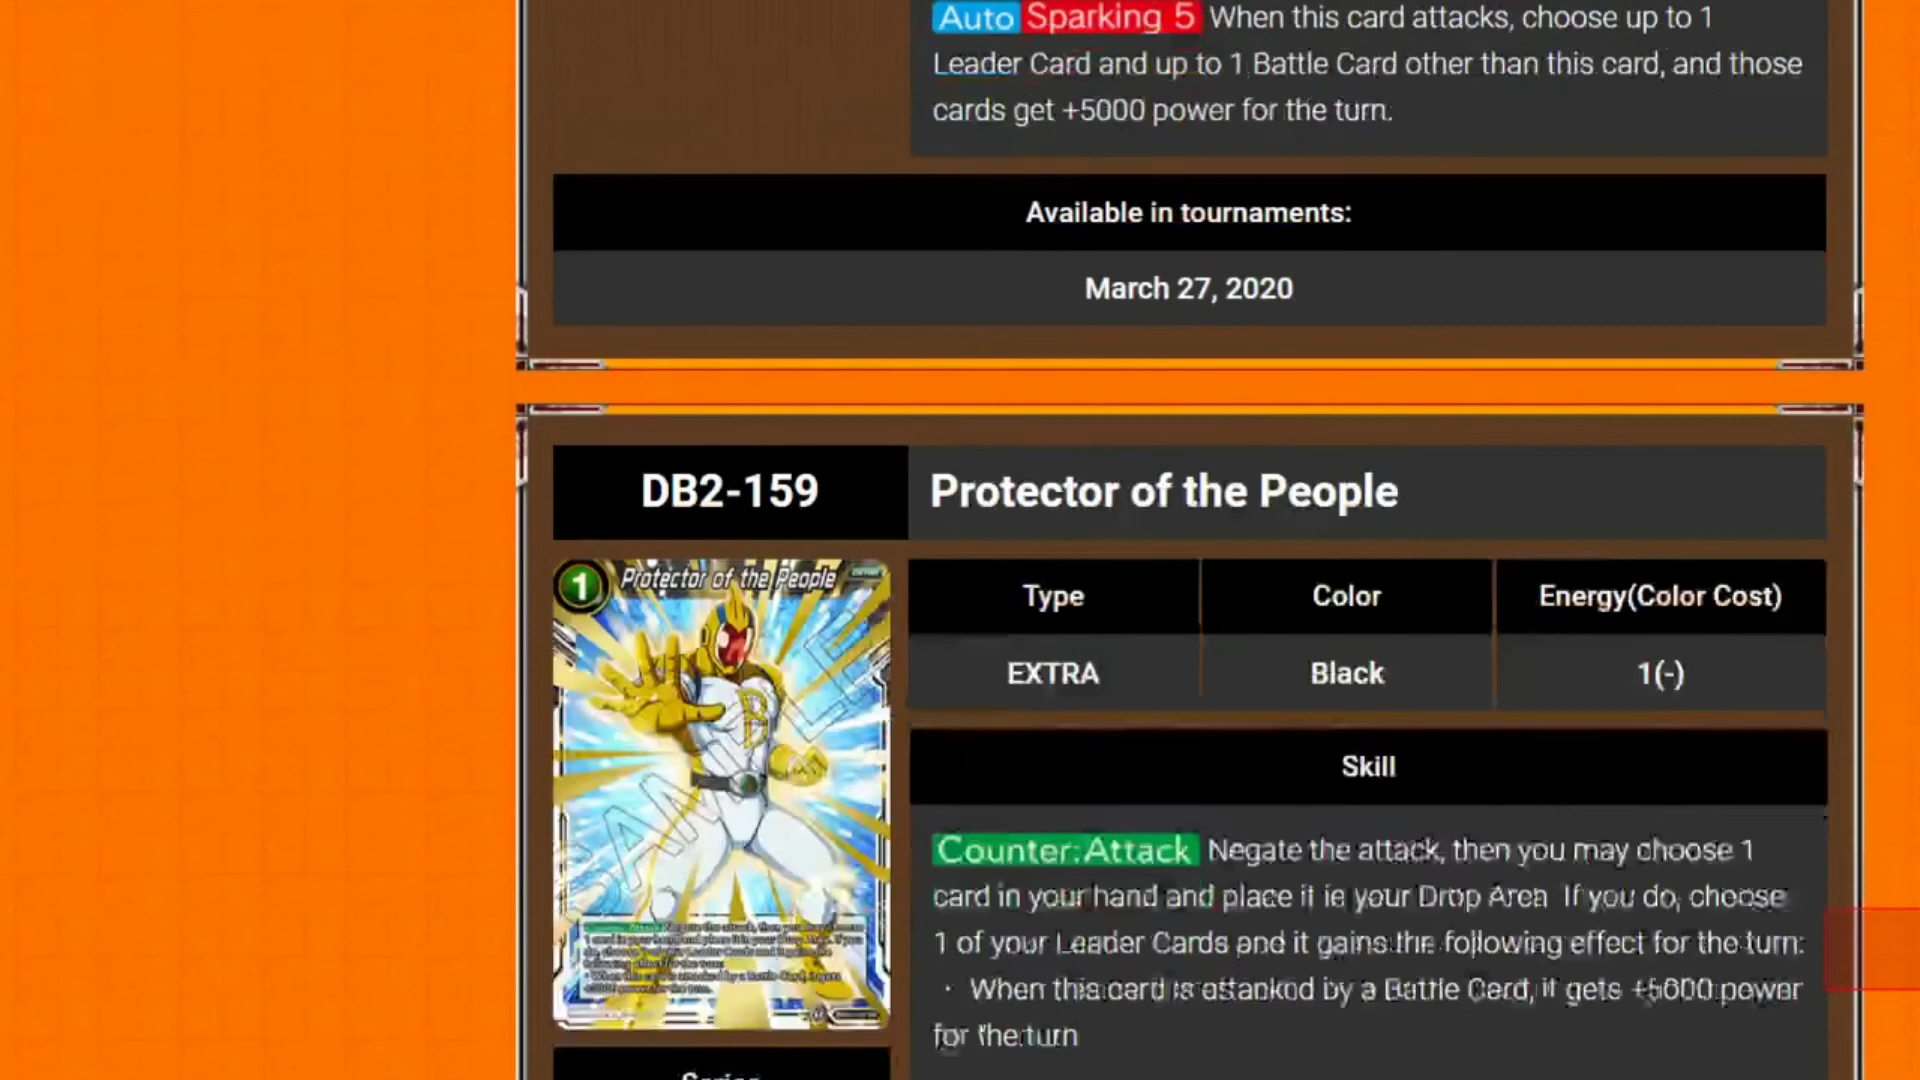 Auto Sparking 5 When this card attacks, choose up to 1
Leader Card and up to 1 Battle Card other than this card, and those
cards get +5000 power for the turn.
Available in tournaments:
March 27, 2020
DB2-159
Protector of the People
1 Protector of the People
Type
Color
Energy(Color Cost)
EXTRA
Black
1(-)
Skill
Counter:Attack Negate the attack, then you may choose 1
card in your hand and place it in your Drop Area. If you do, choose
1 of your Leader Cards and it gains the following effect for the turn:
· When this card is attacked by a Battle Card, it gets +5000 power
for the turn
B
SAMPLE
Series